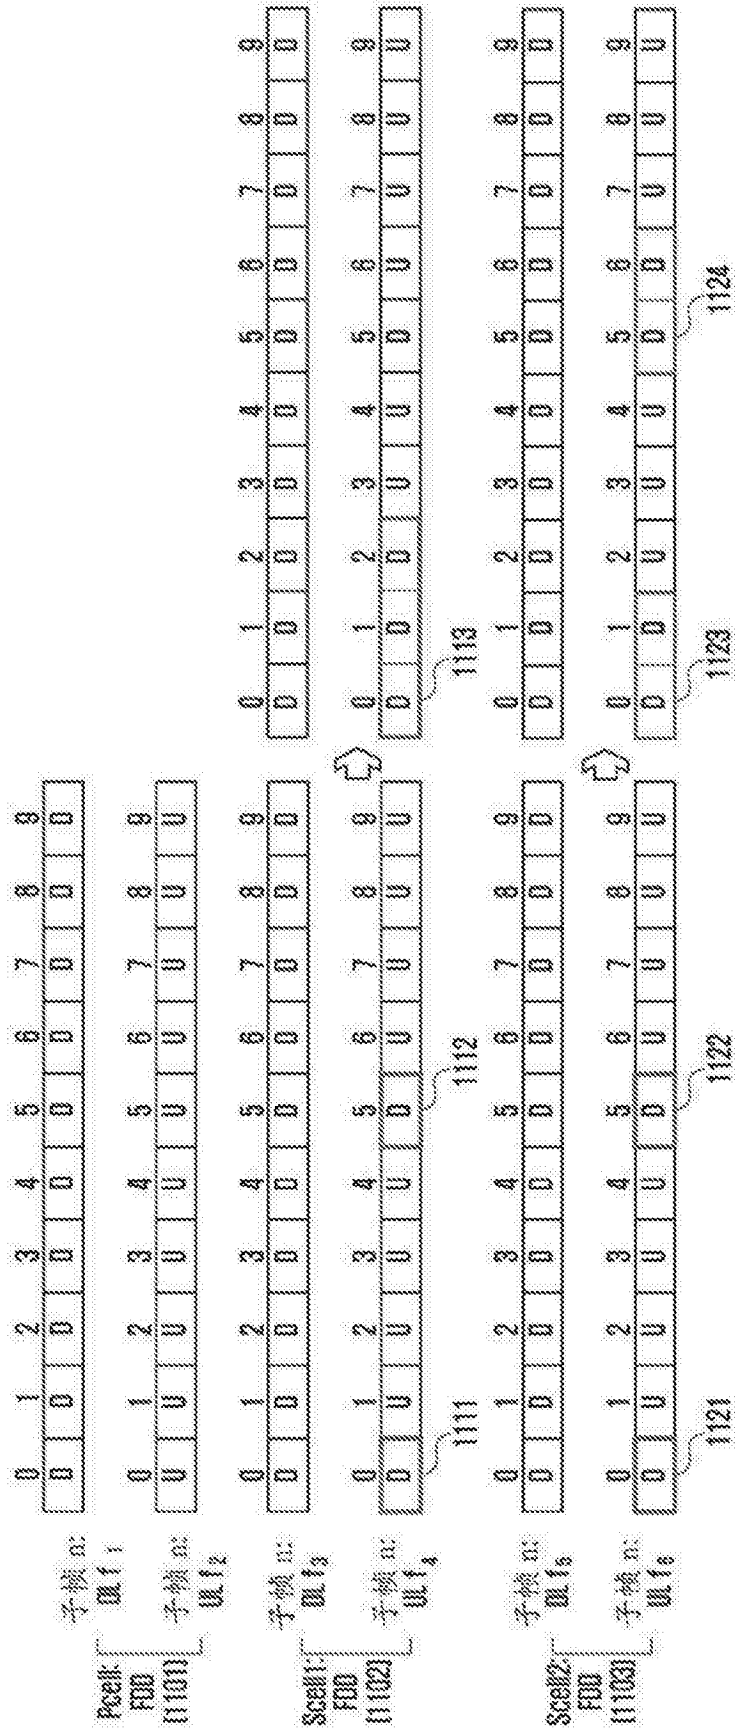 Pcell:
FDD
[1101]
子帧 n:
DL f1
0 1 2 3 4 5 6 7 8 9
D D D D D D D D D D
子帧 n:
UL f2
0 1 2 3 4 5 6 7 8 9
U U U U U U U U U U
Scell1:
FDD
[1102]
子帧 n:
DL f3
0 1 2 3 4 5 6 7 8 9
D D D D D D D D D D
0 1 2 3 4 5 6 7 8 9
D D D D D D D D D D
子帧 n:
UL f4
0 1 2 3 4 5 6 7 8 9
D U U U U D U U U U
1111
1112
0 1 2 3 4 5 6 7 8 9
D D D U U D U U U U
1113
Scell2:
FDD
[1103]
子帧 n:
DL f5
0 1 2 3 4 5 6 7 8 9
D D D D D D D D D D
0 1 2 3 4 5 6 7 8 9
D D D D D D D D D D
子帧 n:
UL f6
0 1 2 3 4 5 6 7 8 9
D U U U U D U U U U
1121
1122
0 1 2 3 4 5 6 7 8 9
D D U U U D D U U U
1123
1124